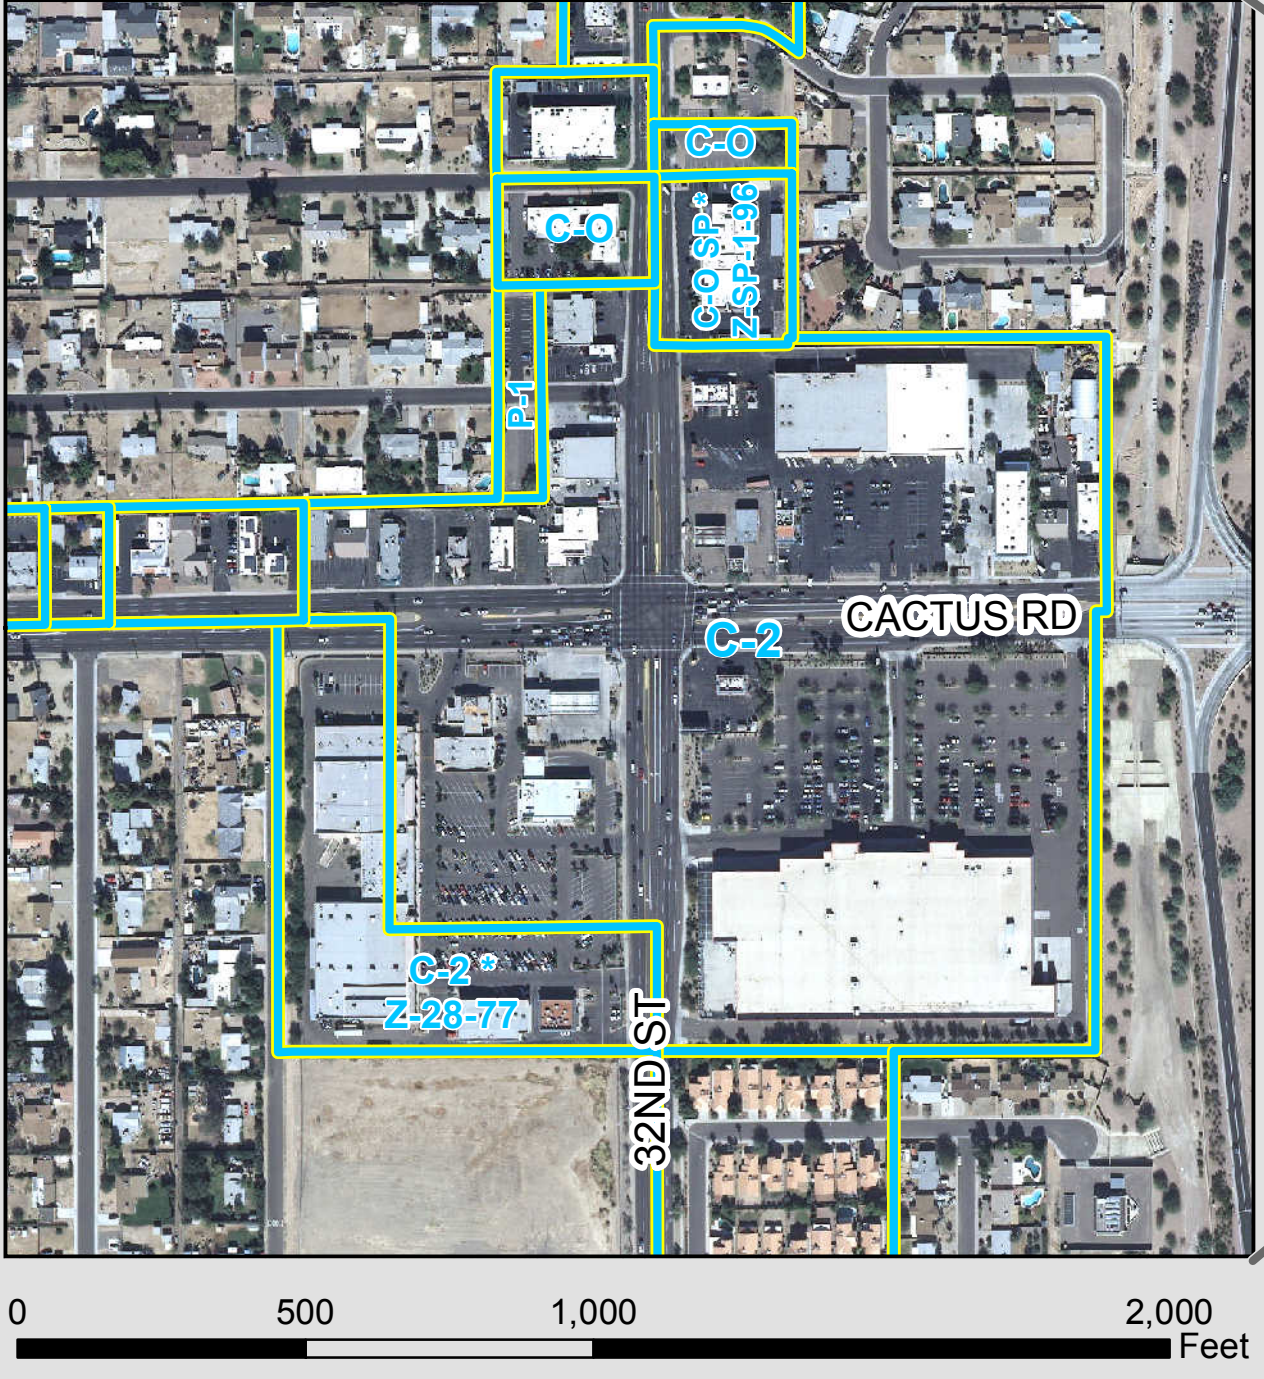 C-O
C-O
C-O SP *
Z-SP-1-96
P-1
CACTUS RD
C-2
C-2 *
Z-28-77
32ND ST
0 500 1,000 2,000
Feet